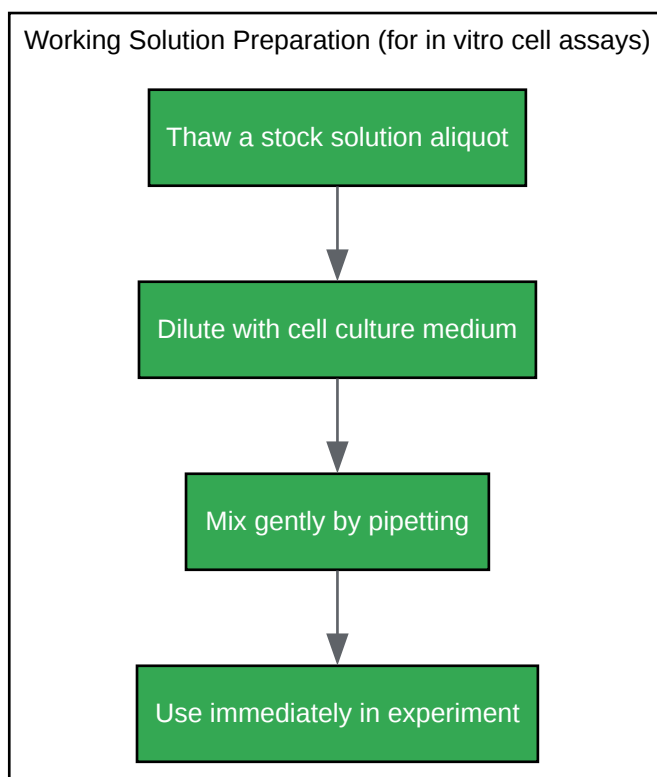 Working Solution Preparation (for in vitro cell assays)
Thaw a stock solution aliquot
Dilute with cell culture medium
Mix gently by pipetting
Use immediately in experiment